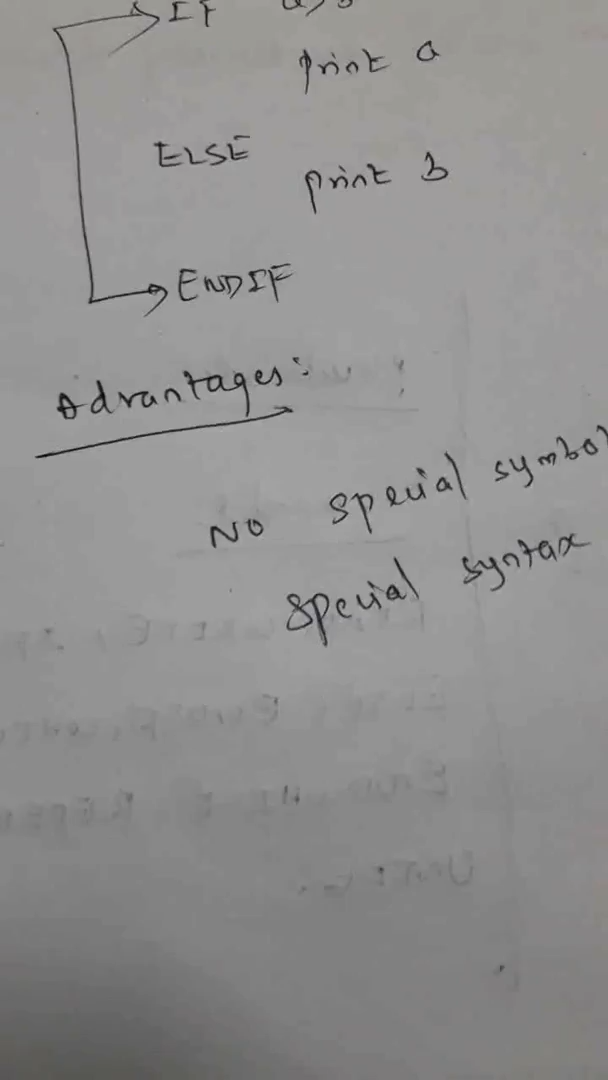 IF a>b
print a
ELSE
print b
ENDIF
Advantages:
NO special symbol
special syntax